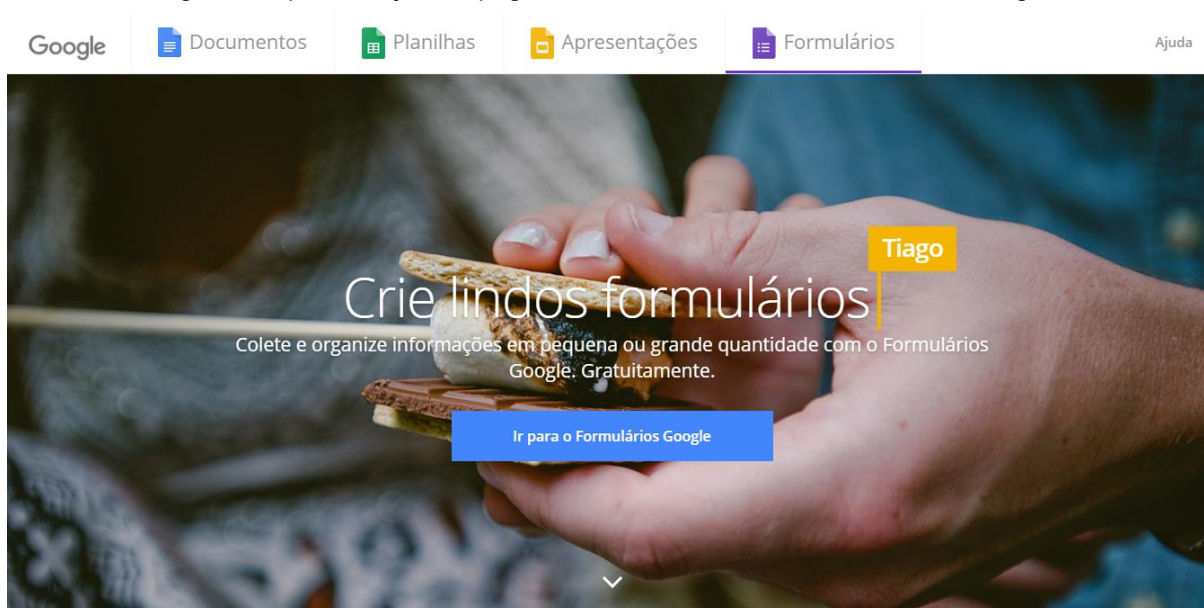 Google
Documentos
Planilhas
Apresentações
Formulários
Ajuda
Tiago
Crie lindos formulários
Colete e organize informações em pequena ou grande quantidade com o Formulários
Google. Gratuitamente.
Ir para o Formulários Google